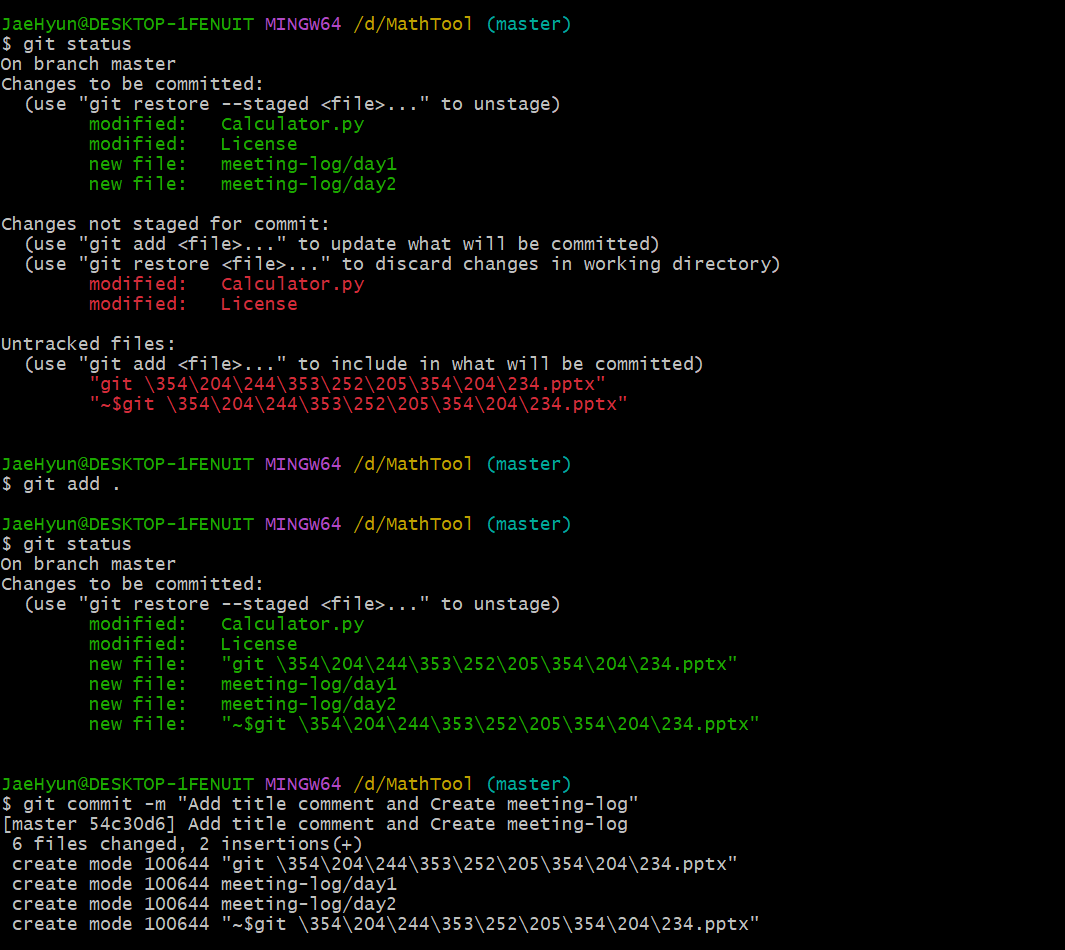 JaeHyun@DESKTOP-1FENUIT MINGW64 /d/MathTool (master)
$ git status
On branch master
Changes to be committed:
  (use "git restore --staged <file>..." to unstage)
        modified:   Calculator.py
        modified:   License
        new file:   meeting-log/day1
        new file:   meeting-log/day2

Changes not staged for commit:
  (use "git add <file>..." to update what will be committed)
  (use "git restore <file>..." to discard changes in working directory)
        modified:   Calculator.py
        modified:   License

Untracked files:
  (use "git add <file>..." to include in what will be committed)
        "git \354\204\244\353\252\205\354\204\234.pptx"
        "~$git \354\204\244\353\252\205\354\204\234.pptx"

JaeHyun@DESKTOP-1FENUIT MINGW64 /d/MathTool (master)
$ git add .

JaeHyun@DESKTOP-1FENUIT MINGW64 /d/MathTool (master)
$ git status
On branch master
Changes to be committed:
  (use "git restore --staged <file>..." to unstage)
        modified:   Calculator.py
        modified:   License
        new file:   "git \354\204\244\353\252\205\354\204\234.pptx"
        new file:   meeting-log/day1
        new file:   meeting-log/day2
        new file:   "~$git \354\204\244\353\252\205\354\204\234.pptx"

JaeHyun@DESKTOP-1FENUIT MINGW64 /d/MathTool (master)
$ git commit -m "Add title comment and Create meeting-log"
[master 54c30d6] Add title comment and Create meeting-log
 6 files changed, 2 insertions(+)
 create mode 100644 "git \354\204\244\353\252\205\354\204\234.pptx"
 create mode 100644 meeting-log/day1
 create mode 100644 meeting-log/day2
 create mode 100644 "~$git \354\204\244\353\252\205\354\204\234.pptx"